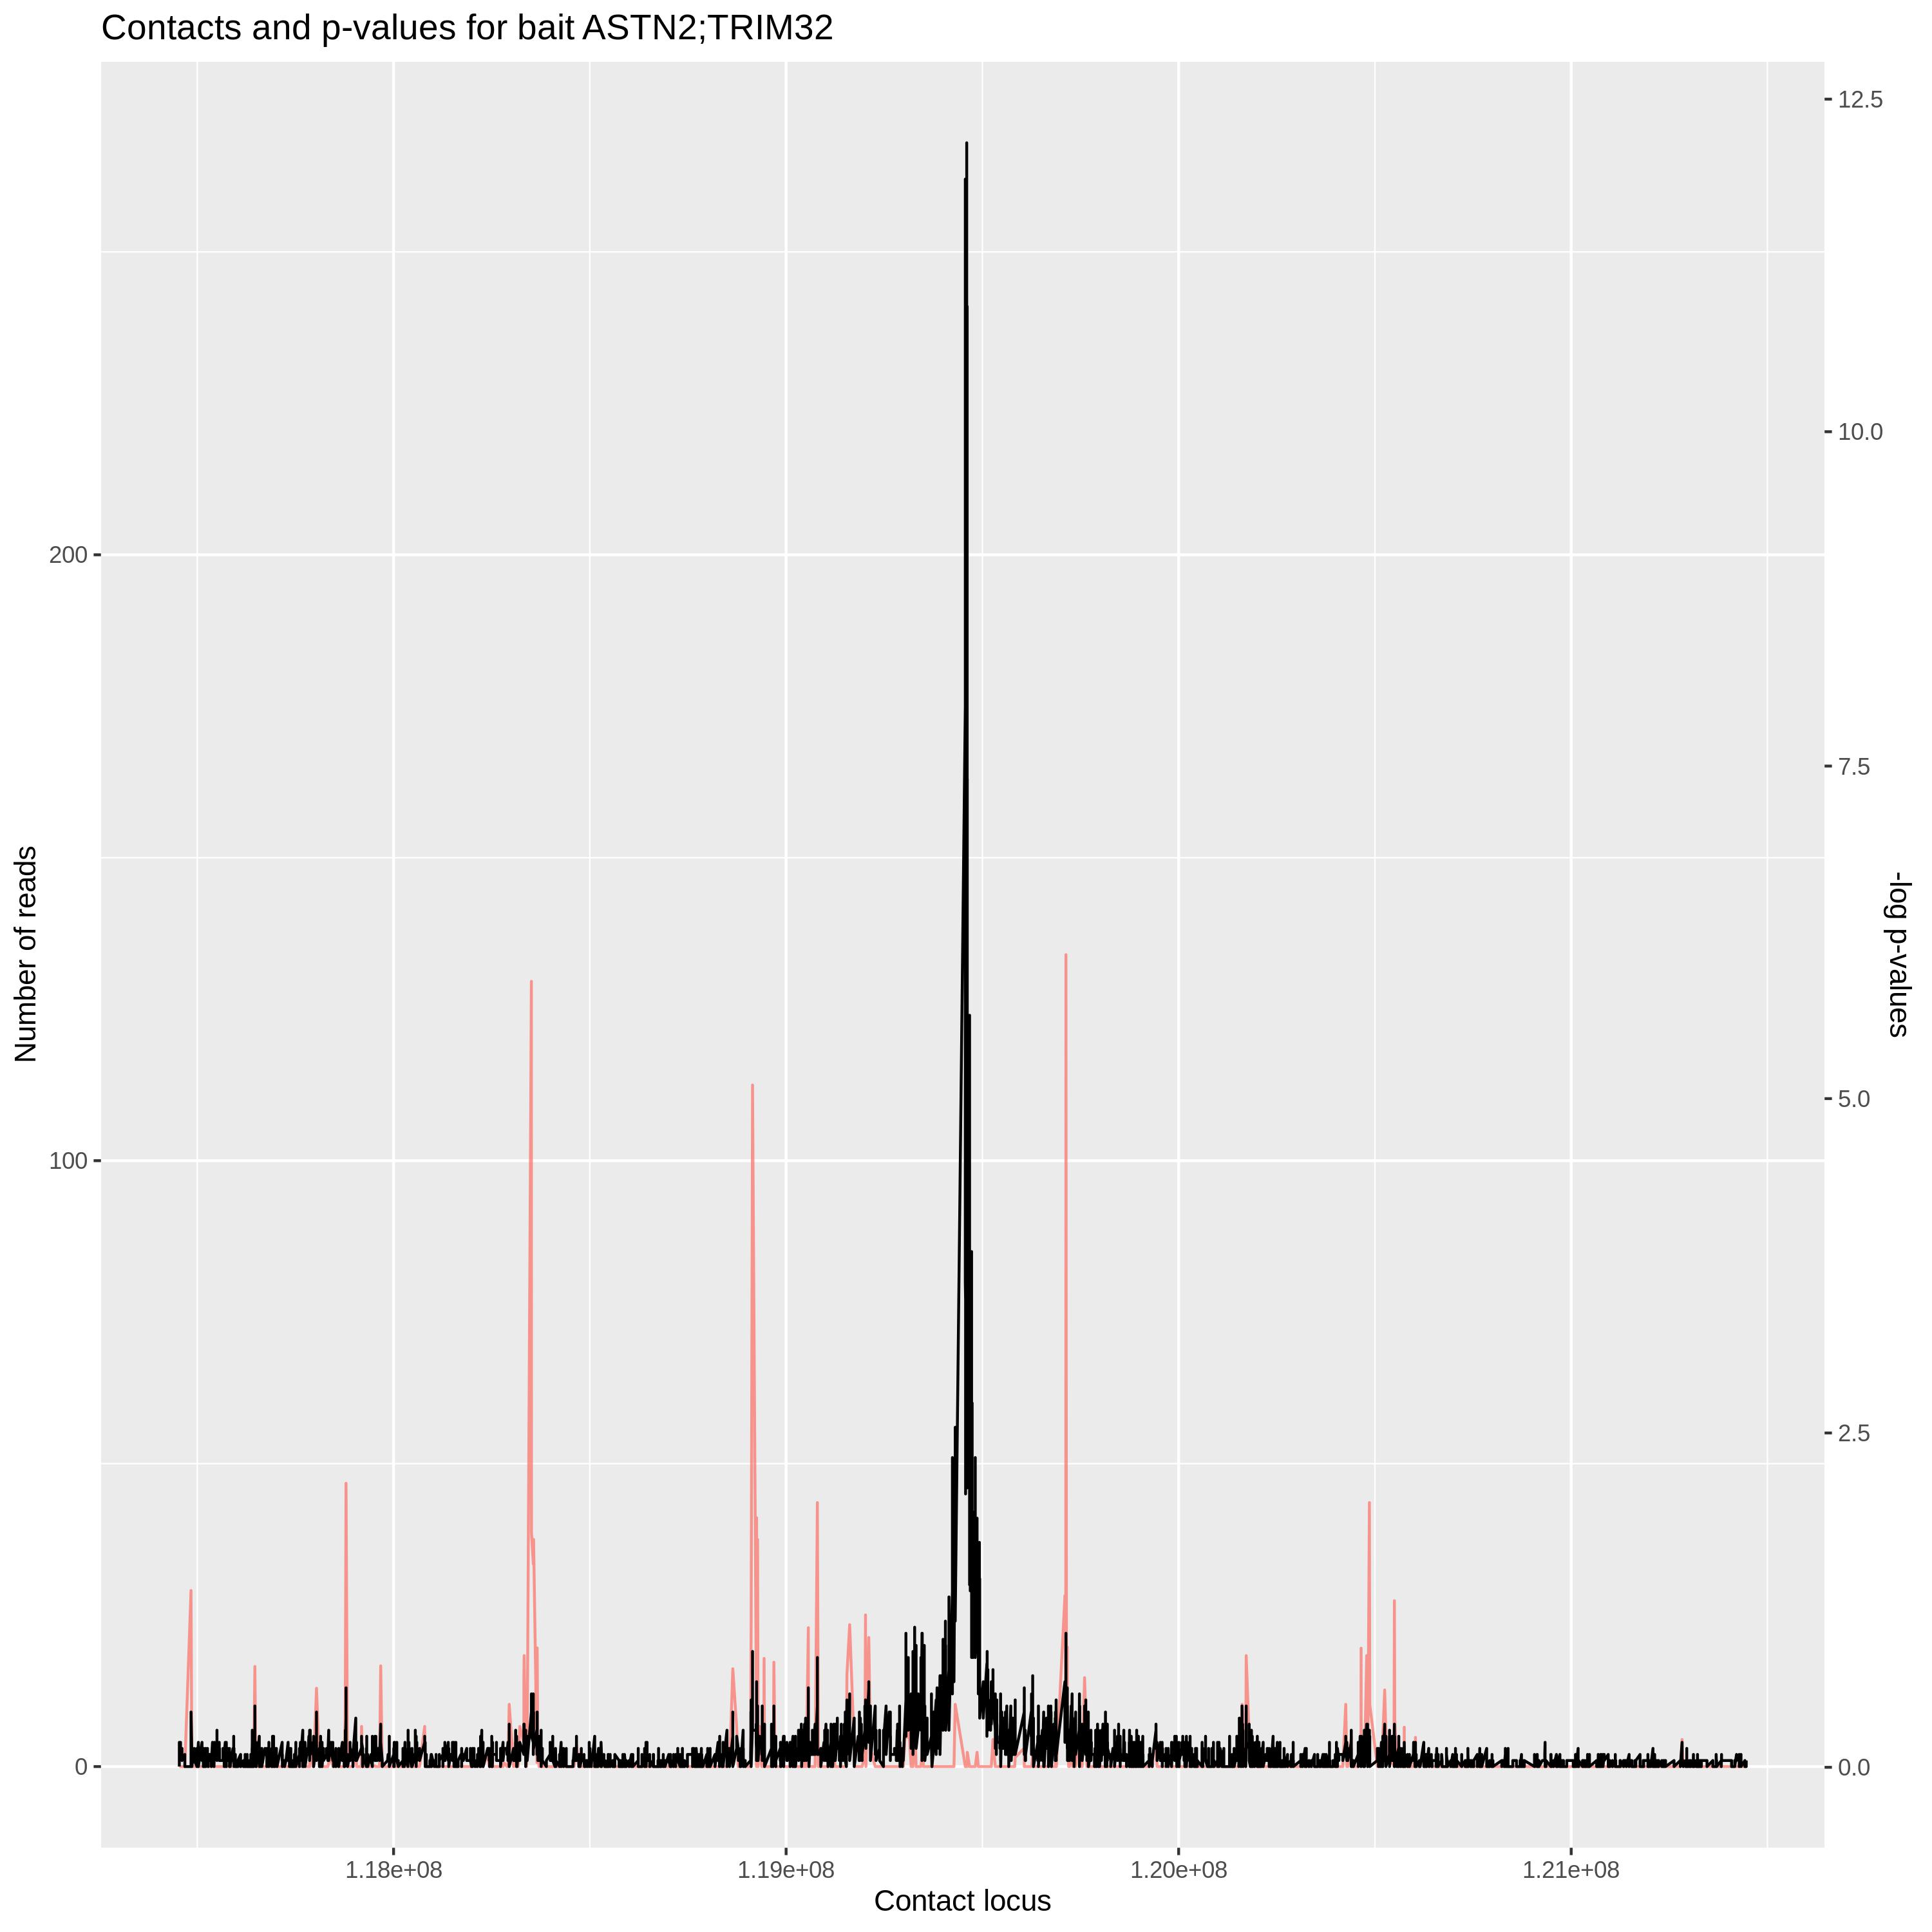 Contacts and p-values for bait ASTN2;TRIM32
Number of reads
200
100
0
12.5
10.0
7.5
5.0
2.5
0.0
-log p-values
1.18e+08
1.19e+08
1.20e+08
1.21e+08
Contact locus